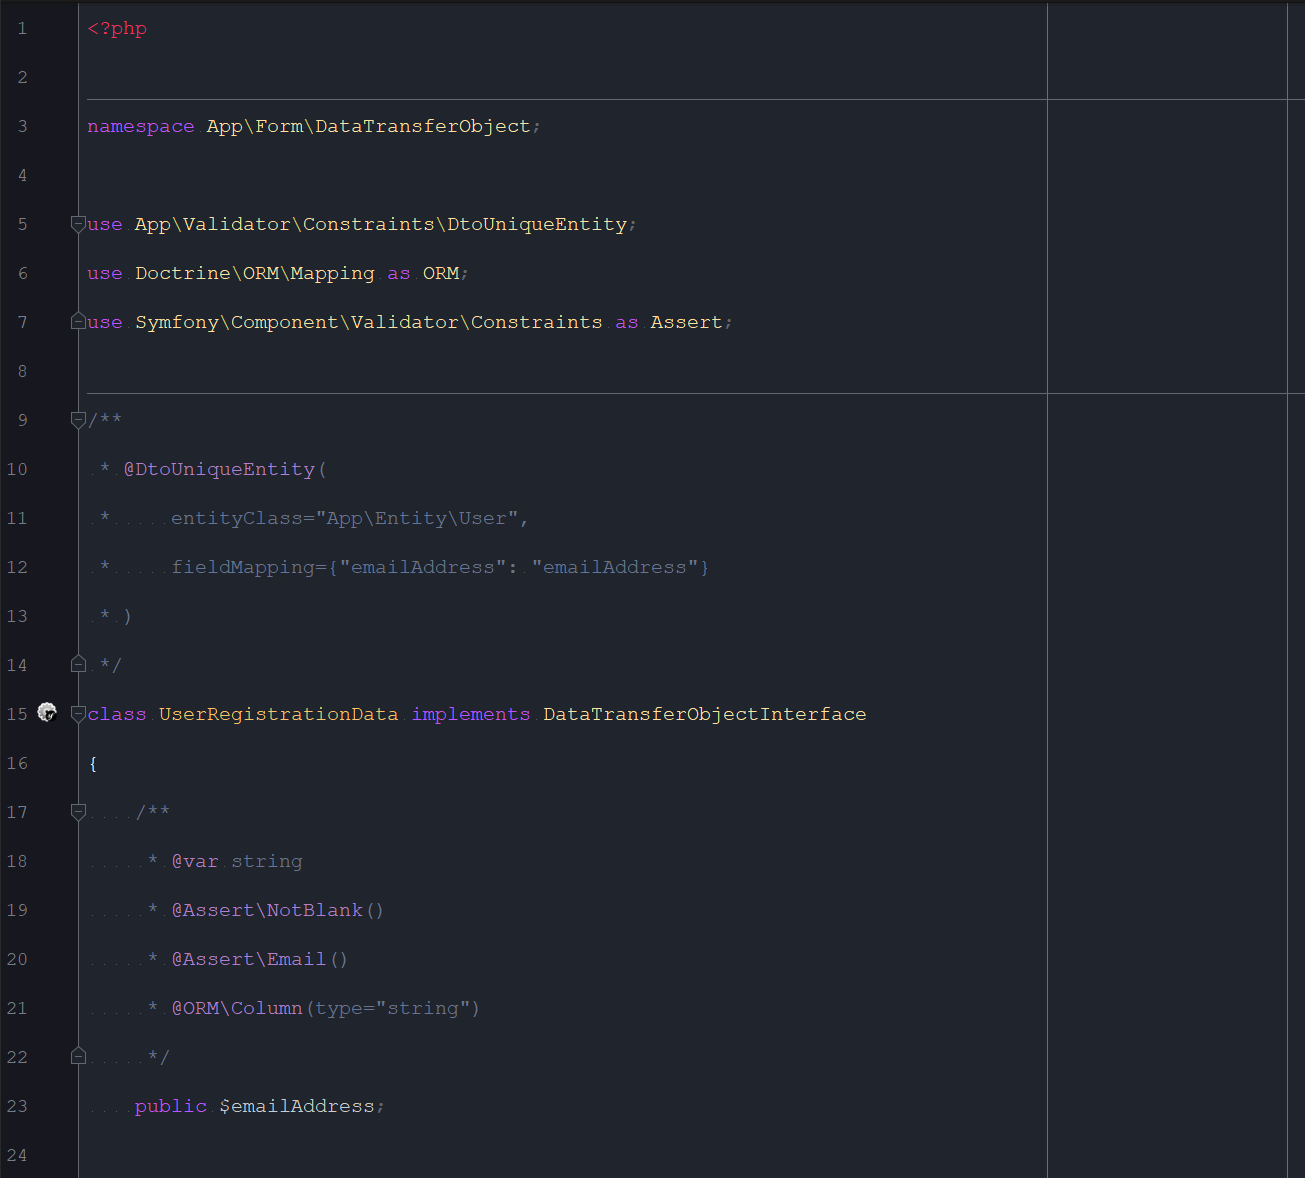 1 <?php
2
3 namespace App\Form\DataTransferObject;
4
5 use App\Validator\Constraints\DtoUniqueEntity;
6 use Doctrine\ORM\Mapping as ORM;
7 use Symfony\Component\Validator\Constraints as Assert;
8
9 /**
10  * @DtoUniqueEntity(
11  *     entityClass="App\Entity\User",
12  *     fieldMapping={"emailAddress": "emailAddress"}
13  * )
14  */
15 class UserRegistrationData implements DataTransferObjectInterface
16 {
17     /**
18      * @var string
19      * @Assert\NotBlank()
20      * @Assert\Email()
21      * @ORM\Column(type="string")
22      */
23     public $emailAddress;
24